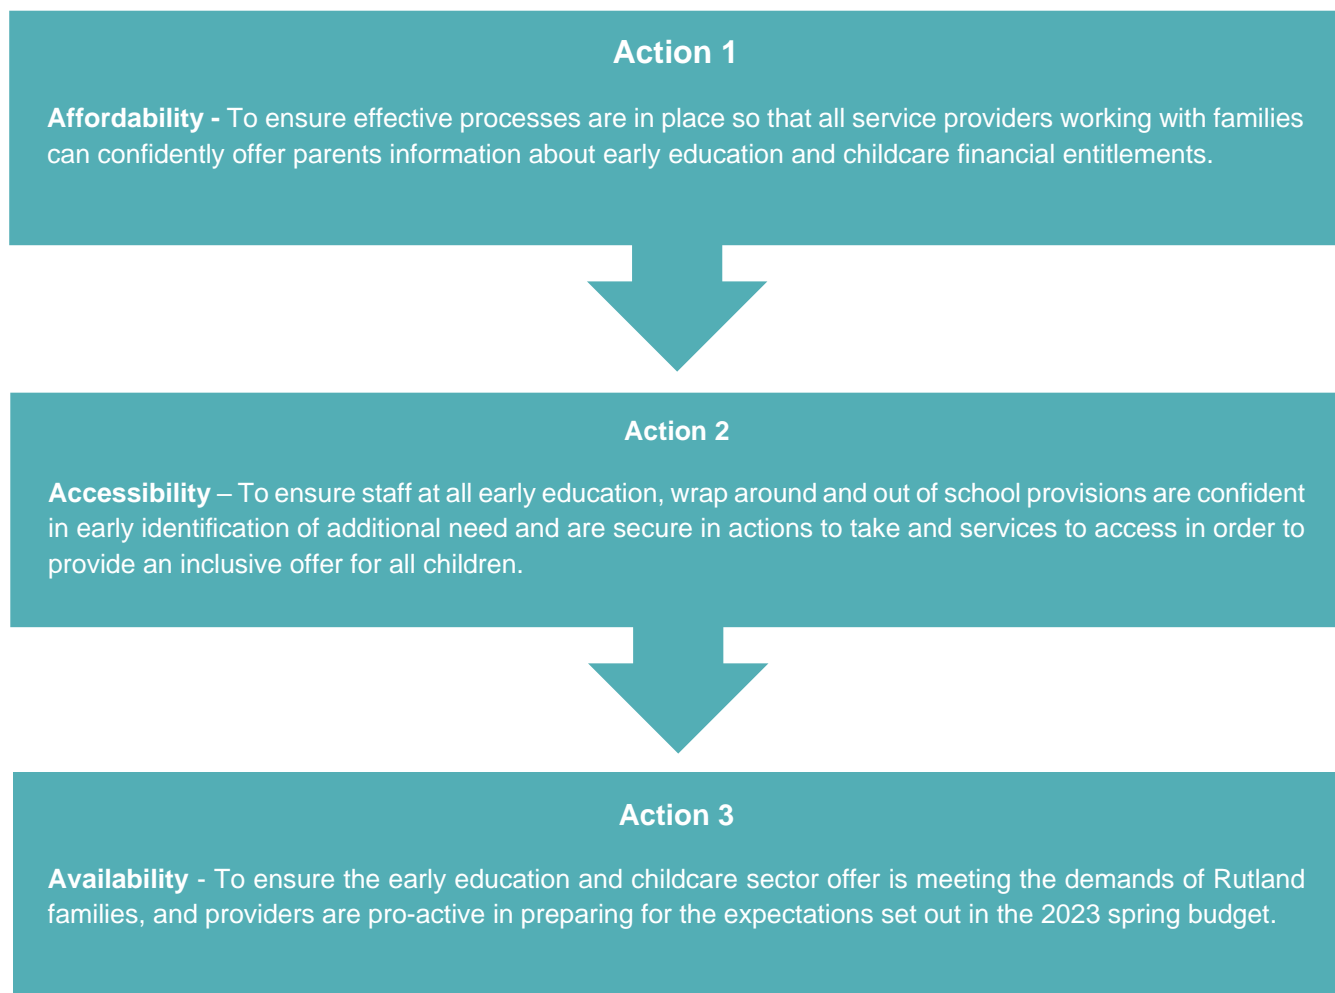 Action 1
Affordability - To ensure effective processes are in place so that all service providers working with families
can confidently offer parents information about early education and childcare financial entitlements.
Action 2
Accessibility – To ensure staff at all early education, wrap around and out of school provisions are confident
in early identification of additional need and are secure in actions to take and services to access in order to
provide an inclusive offer for all children.
Action 3
Availability - To ensure the early education and childcare sector offer is meeting the demands of Rutland
families, and providers are pro-active in preparing for the expectations set out in the 2023 spring budget.